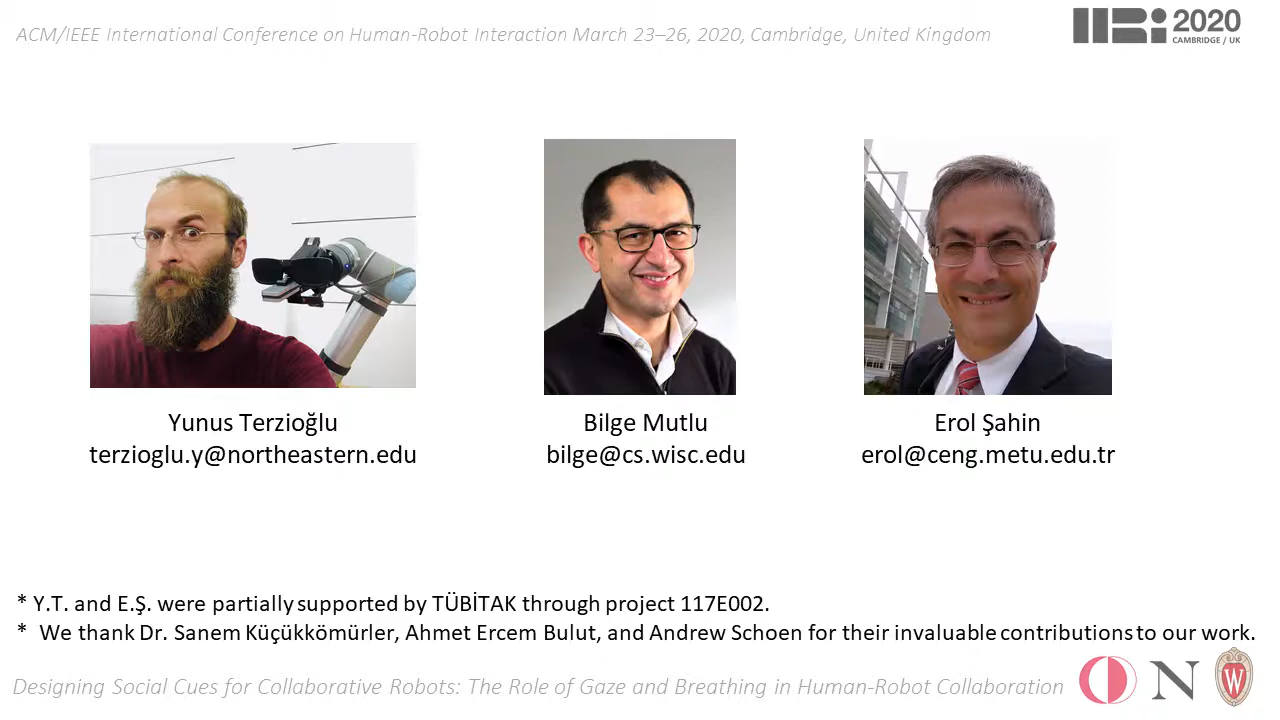 ACM/IEEE International Conference on Human-Robot Interaction March 23–26, 2020, Cambridge, United Kingdom
HRI 2020
CAMBRIDGE / UK
Yunus Terzioğlu
terzioglu.y@northeastern.edu
Bilge Mutlu
bilge@cs.wisc.edu
Erol Şahin
erol@ceng.metu.edu.tr
* Y.T. and E.Ş. were partially supported by TÜBİTAK through project 117E002.
* We thank Dr. Sanem Küçükkömürler, Ahmet Ercem Bulut, and Andrew Schoen for their invaluable contributions to our work.
Designing Social Cues for Collaborative Robots: The Role of Gaze and Breathing in Human-Robot Collaboration
N
W